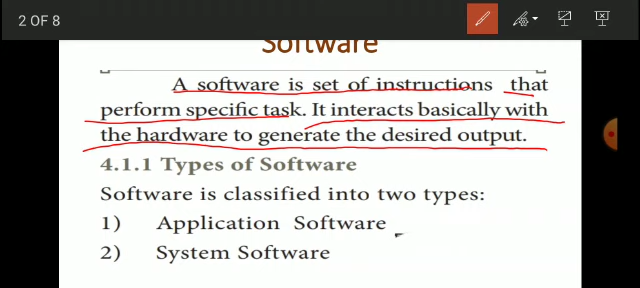 2 OF 8
Software
A software is set of instructions that
perform specific task. It interacts basically with
the hardware to generate the desired output.
4.1.1 Types of Software
Software is classified into two types:
1) Application Software
2) System Software